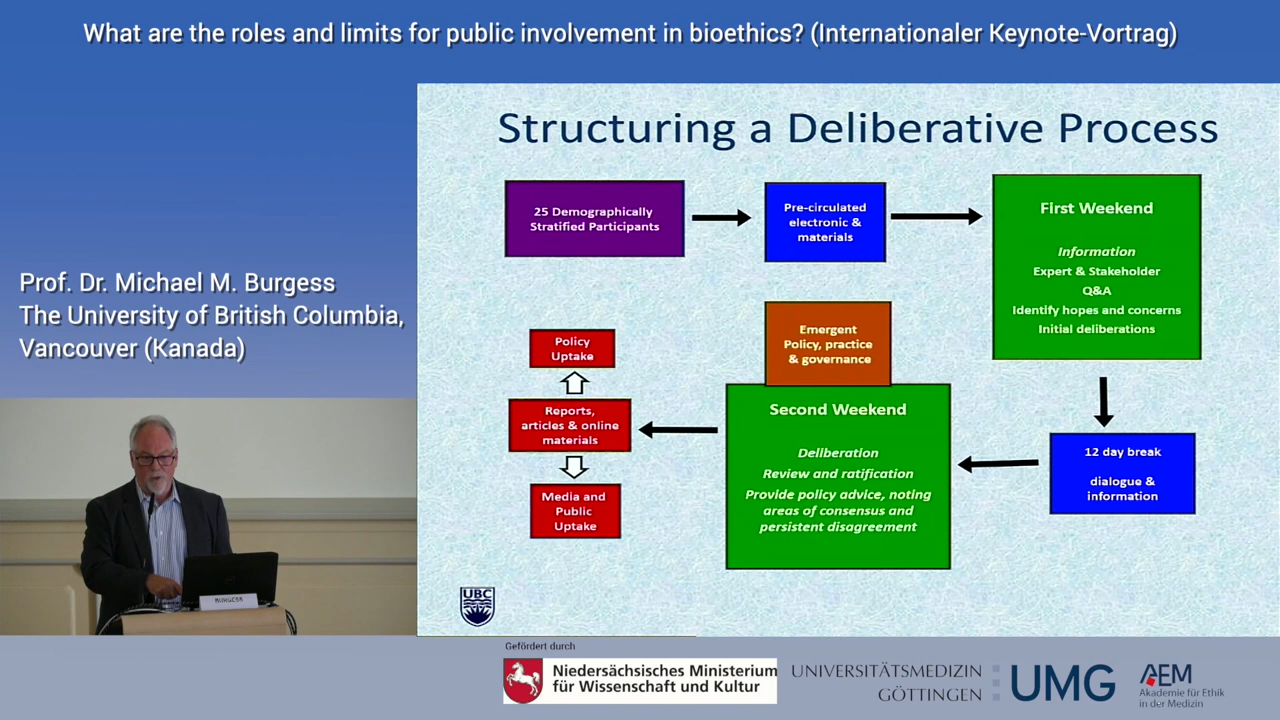 What are the roles and limits for public involvement in bioethics? (Internationaler Keynote-Vortrag)
Prof. Dr. Michael M. Burgess
The University of British Columbia,
Vancouver (Kanada)
Structuring a Deliberative Process
25 Demographically
Stratified Participants
Pre-circulated
electronic &
materials
First Weekend
Information
Expert & Stakeholder
Q&A
Identify hopes and concerns
Initial deliberations
12 day break
dialogue &
information
Emergent
Policy, practice
& governance
Second Weekend
Deliberation
Review and ratification
Provide policy advice, noting
areas of consensus and
persistent disagreement
Policy
Uptake
Reports,
articles & online
materials
Media and
Public
Uptake
UBC
BURGESS
Gefördert durch
Niedersächsisches Ministerium
für Wissenschaft und Kultur
UNIVERSITÄTSMEDIZIN
GÖTTINGEN
UMG
AEM
Akademie für Ethik
in der Medizin